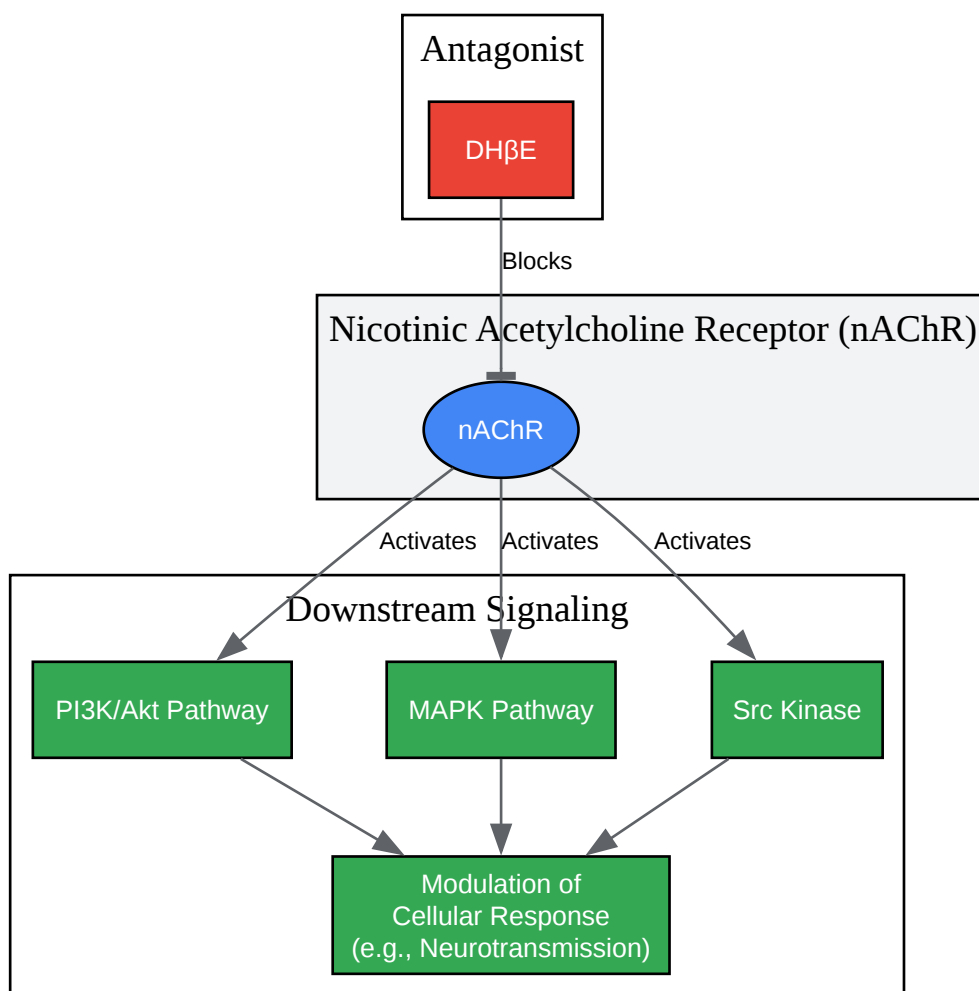 Antagonist
DHβE
Blocks
Nicotinic Acetylcholine Receptor (nAChR)
nAChR
Activates
Activates
Activates
Downstream Signaling
PI3K/Akt Pathway
MAPK Pathway
Src Kinase
Modulation of
Cellular Response
(e.g., Neurotransmission)